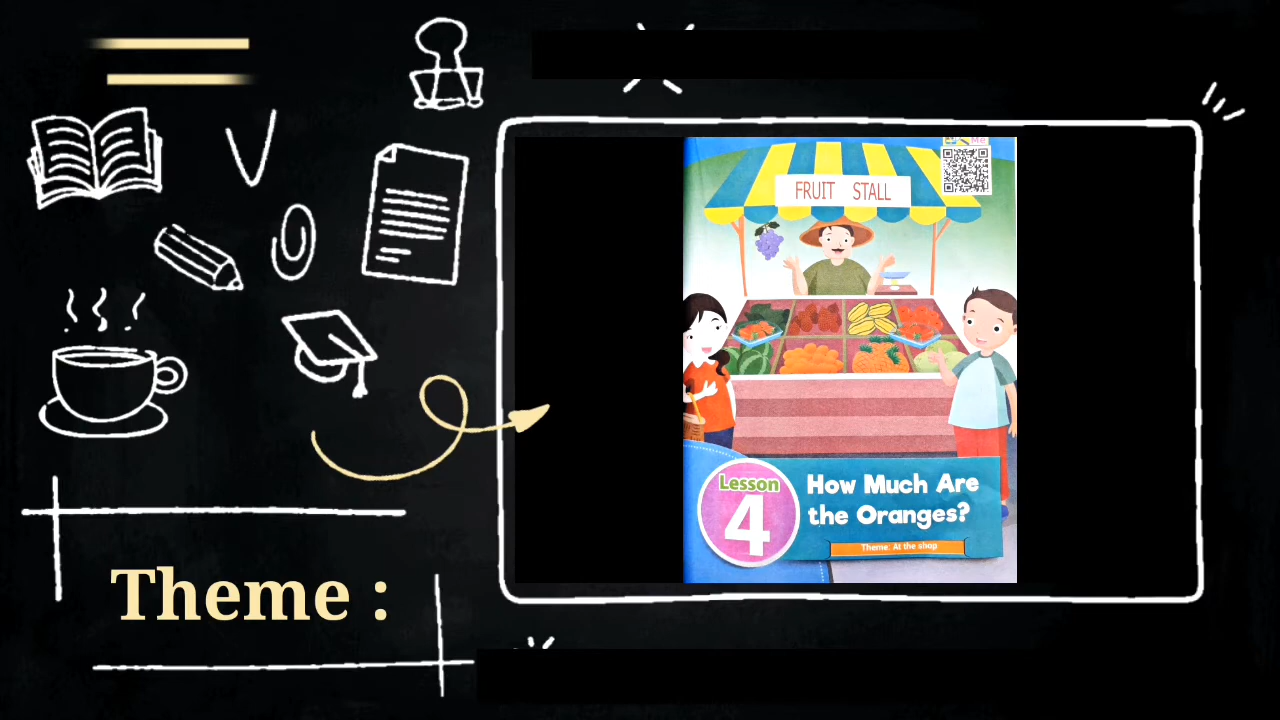 FRUIT STALL
Lesson
4
How Much Are
the Oranges?
Theme: At the shop
Theme :